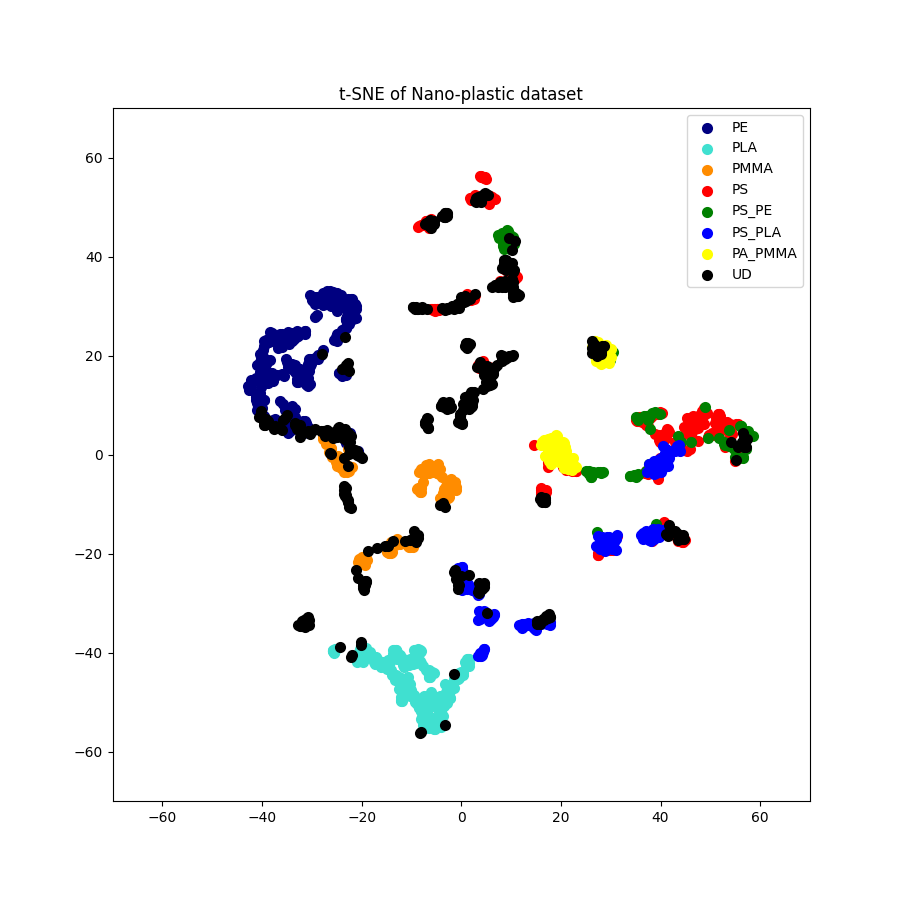 t-SNE of Nano-plastic dataset
PE
PLA
PMMA
PS
PS_PE
PS_PLA
PA_PMMA
UD
60
40
20
0
−20
−40
−60
−60 −40 −20 0 20 40 60